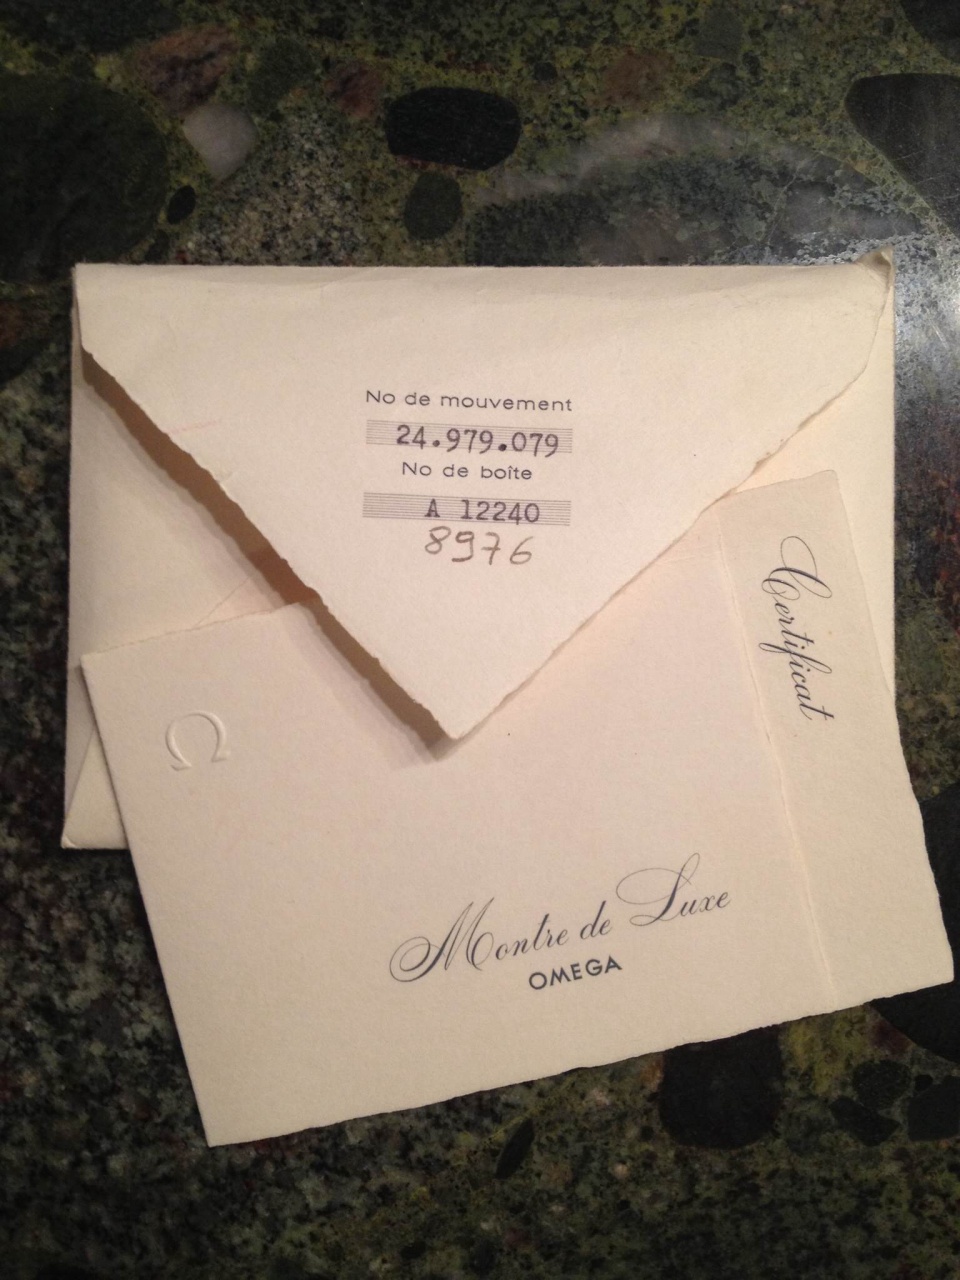 No de mouvement
24.979.079
No de boîte
A 12240
8976
Certificat
Ω
Montre de Luxe
OMEGA